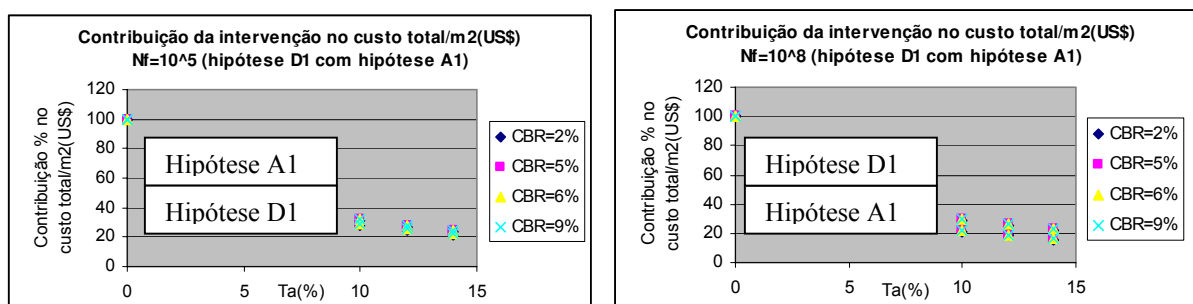 Contribuição da intervenção no custo total/m2(US$)
Nf=10^5 (hipótese D1 com hipótese A1)
Contribuição % no
custo total/m2(US$)
120
100
80
60
40
20
0
Hipótese A1
Hipótese D1
0
5
10
15
Ta(%)
CBR=2%
CBR=5%
CBR=6%
CBR=9%
Contribuição da intervenção no custo total/m2(US$)
Nf=10^8 (hipótese D1 com hipótese A1)
Contribuição % no
custo total/m2(US$)
120
100
80
60
40
20
0
Hipótese D1
Hipótese A1
0
5
10
15
Ta(%)
CBR=2%
CBR=5%
CBR=6%
CBR=9%